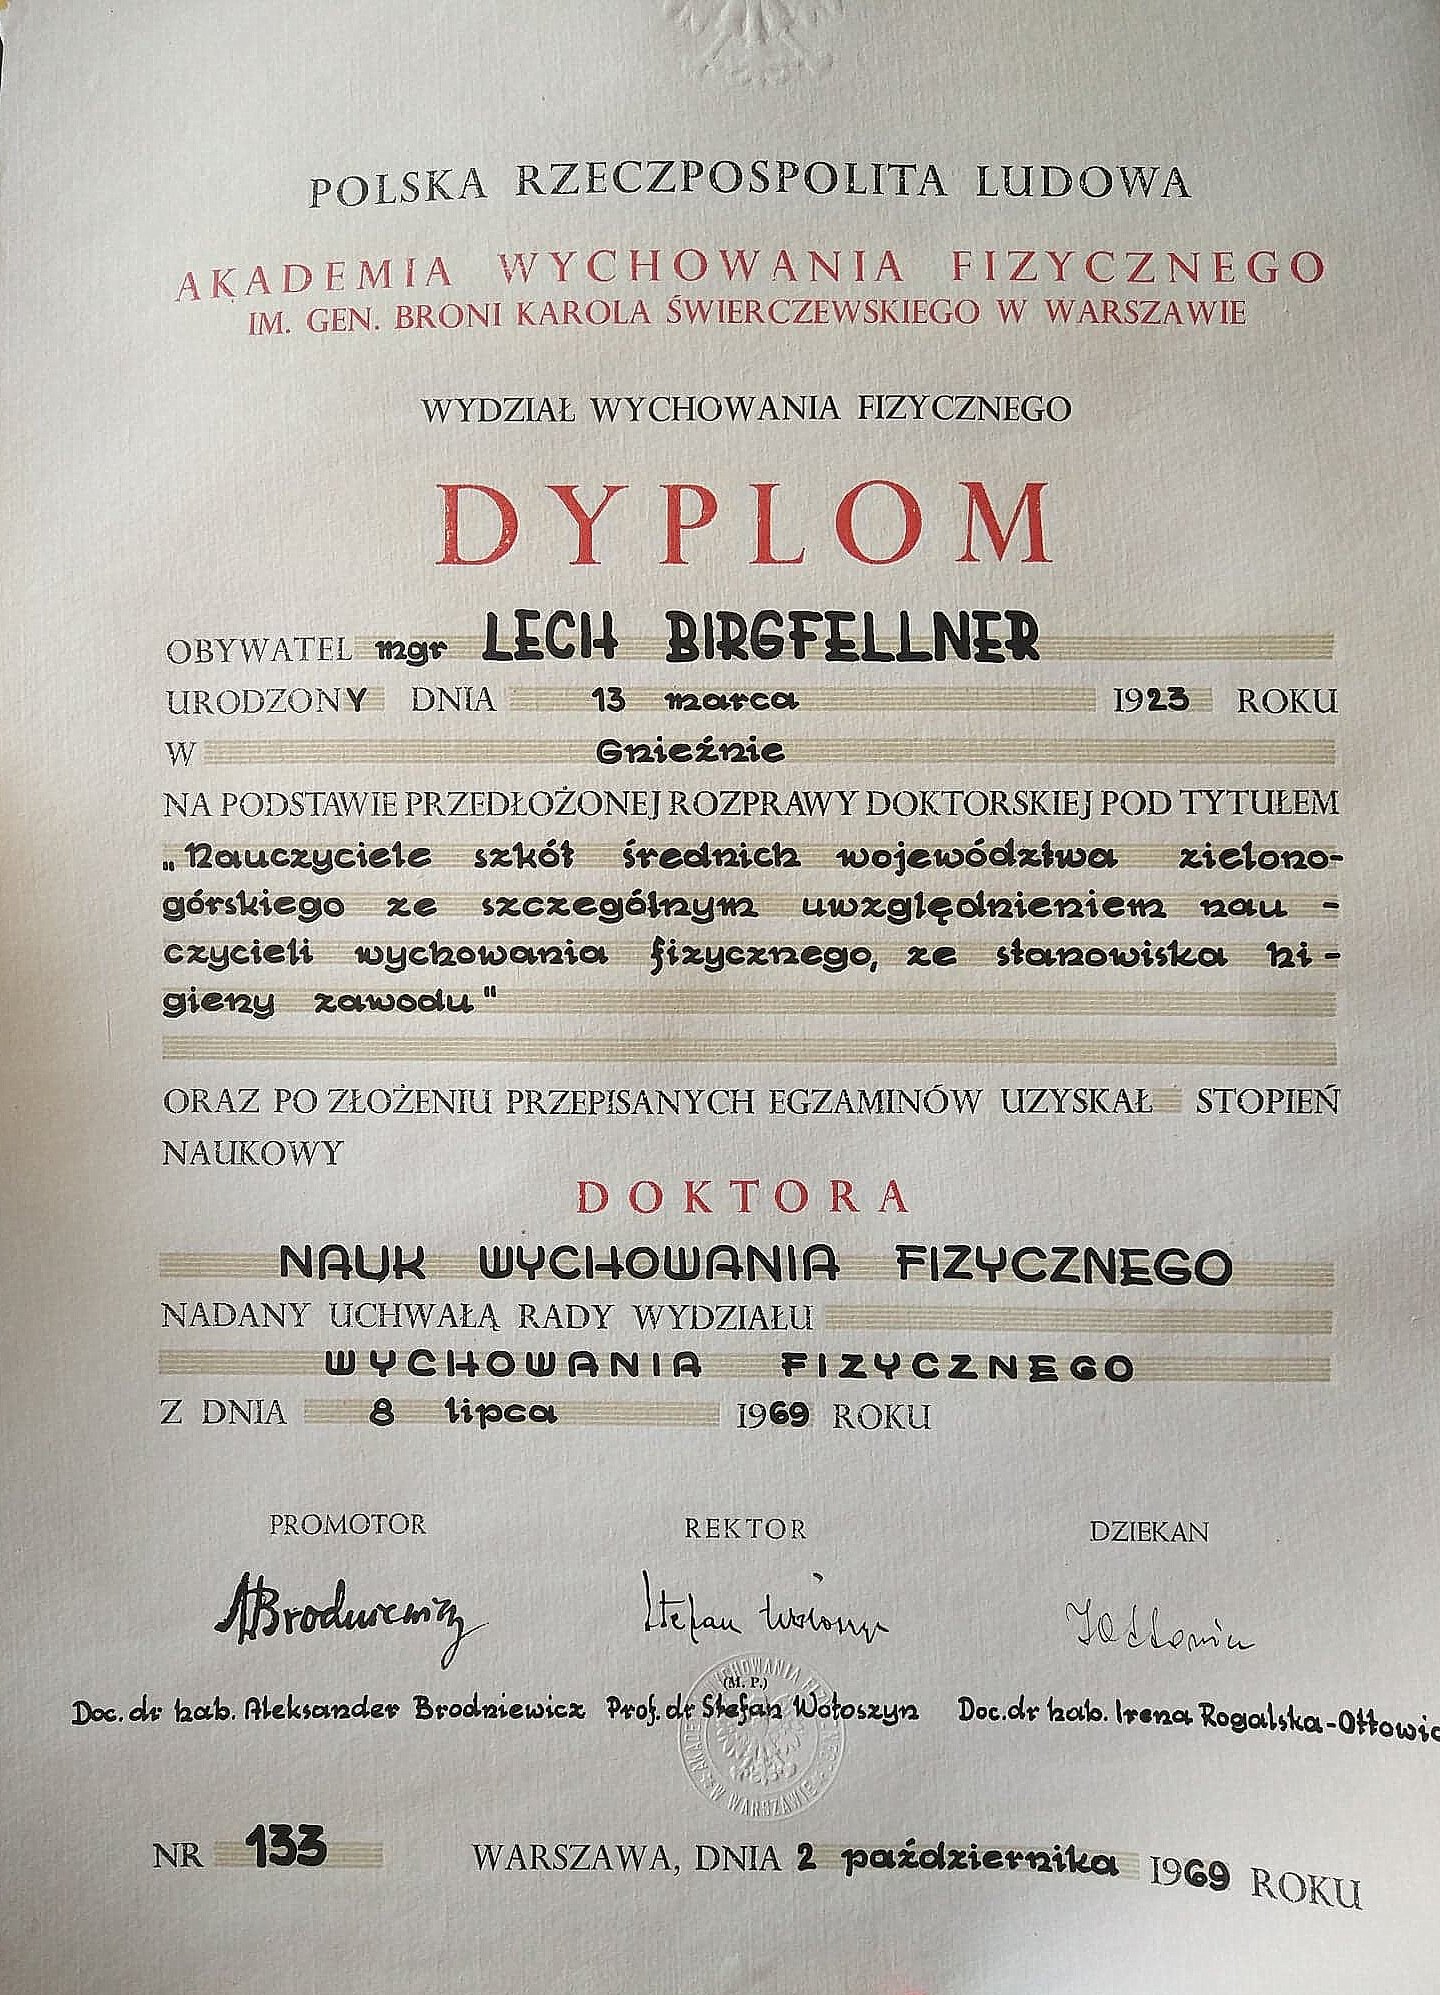 POLSKA RZECZPOSPOLITA LUDOWA
AKADEMIA WYCHOWANIA FIZYCZNEGO
IM. GEN. BRONI KAROLA ŚWIERCZEWSKIEGO W WARSZAWIE
WYDZIAŁ WYCHOWANIA FIZYCZNEGO
DYPLOM
OBYWATEL mgr LECH BIRGFELLNER
URODZONY DNIA 13 marca 1923 ROKU
W Gnieźnie
NA PODSTAWIE PRZEDŁOŻONEJ ROZPRAWY DOKTORSKIEJ POD TYTUŁEM
„Nauczyciele szkół średnich województwa zielono-
górskiego ze szczególnym uwzględnieniem nau-
czycieli wychowania fizycznego, ze stanowiska hi-
gieny zawodu"
ORAZ PO ZŁOŻENIU PRZEPISANYCH EGZAMINÓW UZYSKAŁ STOPIEŃ
NAUKOWY
DOKTORA
NAUK WYCHOWANIA FIZYCZNEGO
NADANY UCHWAŁĄ RADY WYDZIAŁU
WYCHOWANIA FIZYCZNEGO
Z DNIA 8 lipca 1969 ROKU
PROMOTOR REKTOR DZIEKAN
ABrodniewicz Stefan Wołoszyn
(M. P.)
Doc. dr hab. Aleksander Brodniewicz Prof. dr Stefan Wołoszyn Doc. dr hab. Irena Rogalska-Ottowic
W WARSZAWIE
NR 133 WARSZAWA, DNIA 2 października 1969 ROKU